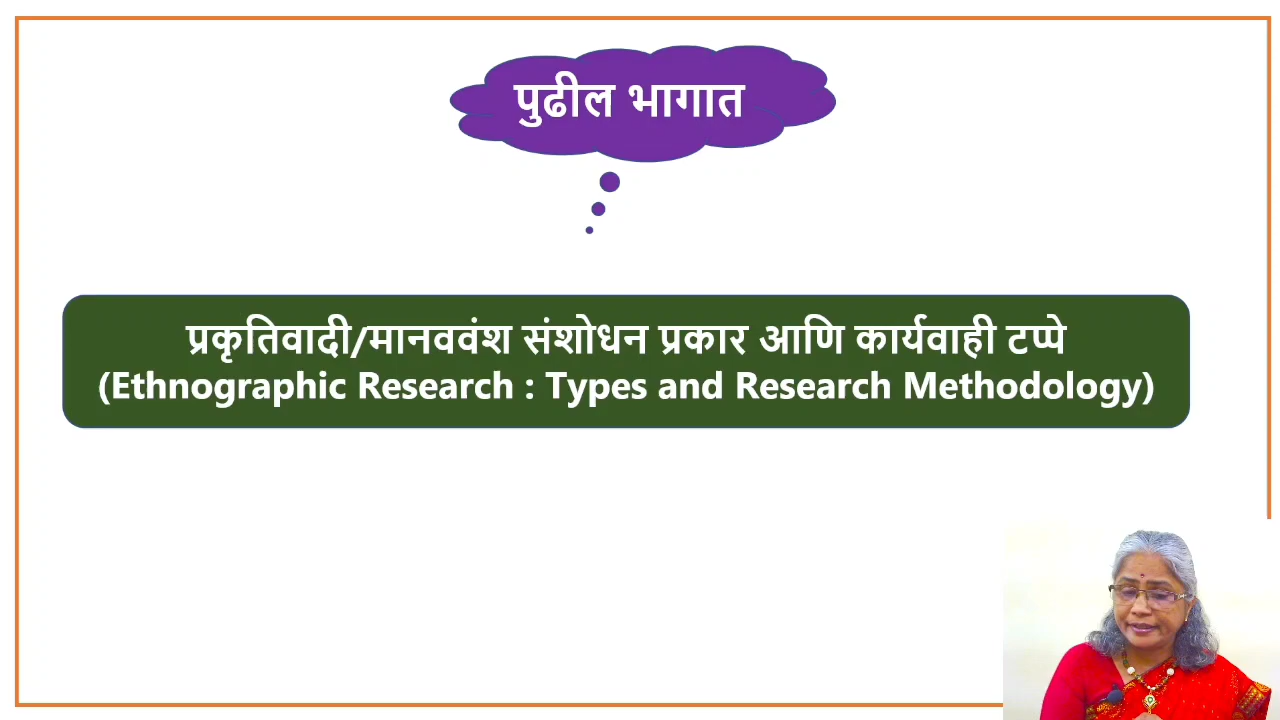 पुढील भागात
प्रकृतिवादी/मानववंश संशोधन प्रकार आणि कार्यवाही टप्पे
(Ethnographic Research : Types and Research Methodology)